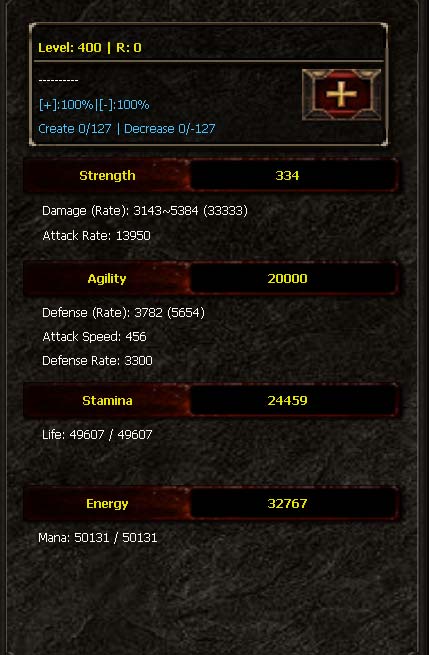 Level: 400 | R: 0
----------
[+]:100%|[-]:100%
Create 0/127 | Decrease 0/-127
Strength 334
Damage (Rate): 3143~5384 (33333)
Attack Rate: 13950
Agility 20000
Defense (Rate): 3782 (5654)
Attack Speed: 456
Defense Rate: 3300
Stamina 24459
Life: 49607 / 49607
Energy 32767
Mana: 50131 / 50131